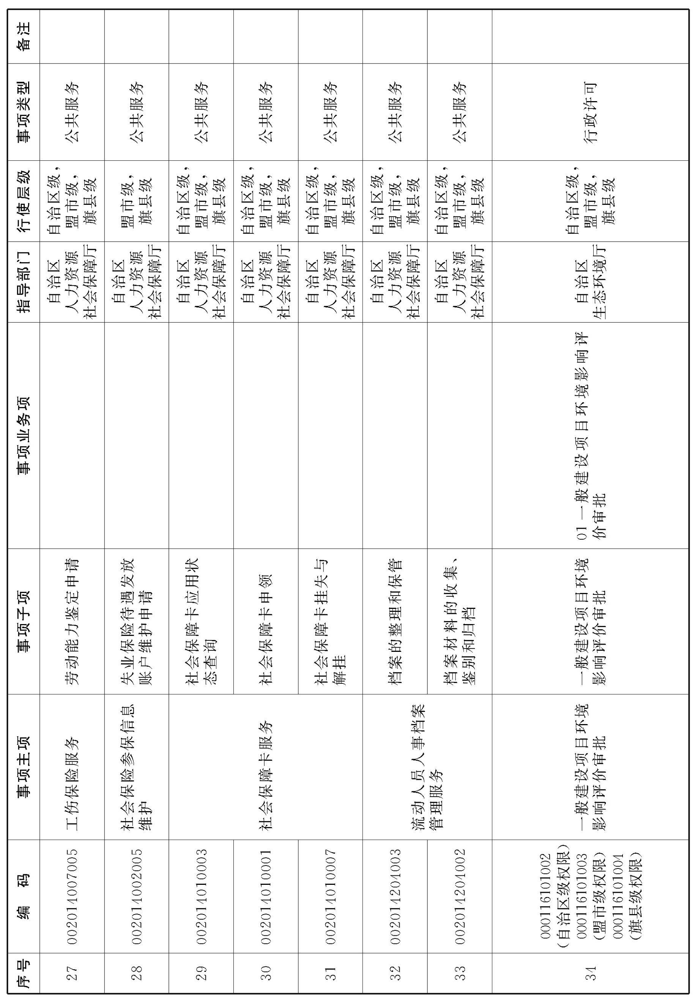 序号
编 码
事项主项
事项子项
事项业务项
指导部门
行使层级
事项类型
备注
27
002014007005
工伤保险服务
劳动能力鉴定申请
自治区
人力资源
社会保障厅
自治区级，
盟市级，
旗县级
公共服务
28
002014002005
社会保险参保信息
维护
失业保险待遇发放
账户维护申请
自治区
人力资源
社会保障厅
盟市级，
旗县级
公共服务
29
002014010003
社会保障卡服务
社会保障卡应用状
态查询
自治区
人力资源
社会保障厅
自治区级，
盟市级，
旗县级
公共服务
30
002014010001
社会保障卡申领
自治区
人力资源
社会保障厅
自治区级，
盟市级，
旗县级
公共服务
31
002014010007
社会保障卡挂失与
解挂
自治区
人力资源
社会保障厅
自治区级，
盟市级，
旗县级
公共服务
32
002014204003
流动人员人事档案
管理服务
档案的整理和保管
自治区
人力资源
社会保障厅
自治区级，
盟市级，
旗县级
公共服务
33
002014204002
档案材料的收集、
鉴别和归档
自治区
人力资源
社会保障厅
自治区级，
盟市级，
旗县级
公共服务
34
000116101002
(自治区级权限)
000116101003
(盟市级权限)
000116101004
(旗县级权限)
一般建设项目环境
影响评价审批
一般建设项目环境
影响评价审批
01 一般建设项目环境影响评
价审批
自治区
生态环境厅
自治区级，
盟市级，
旗县级
行政许可